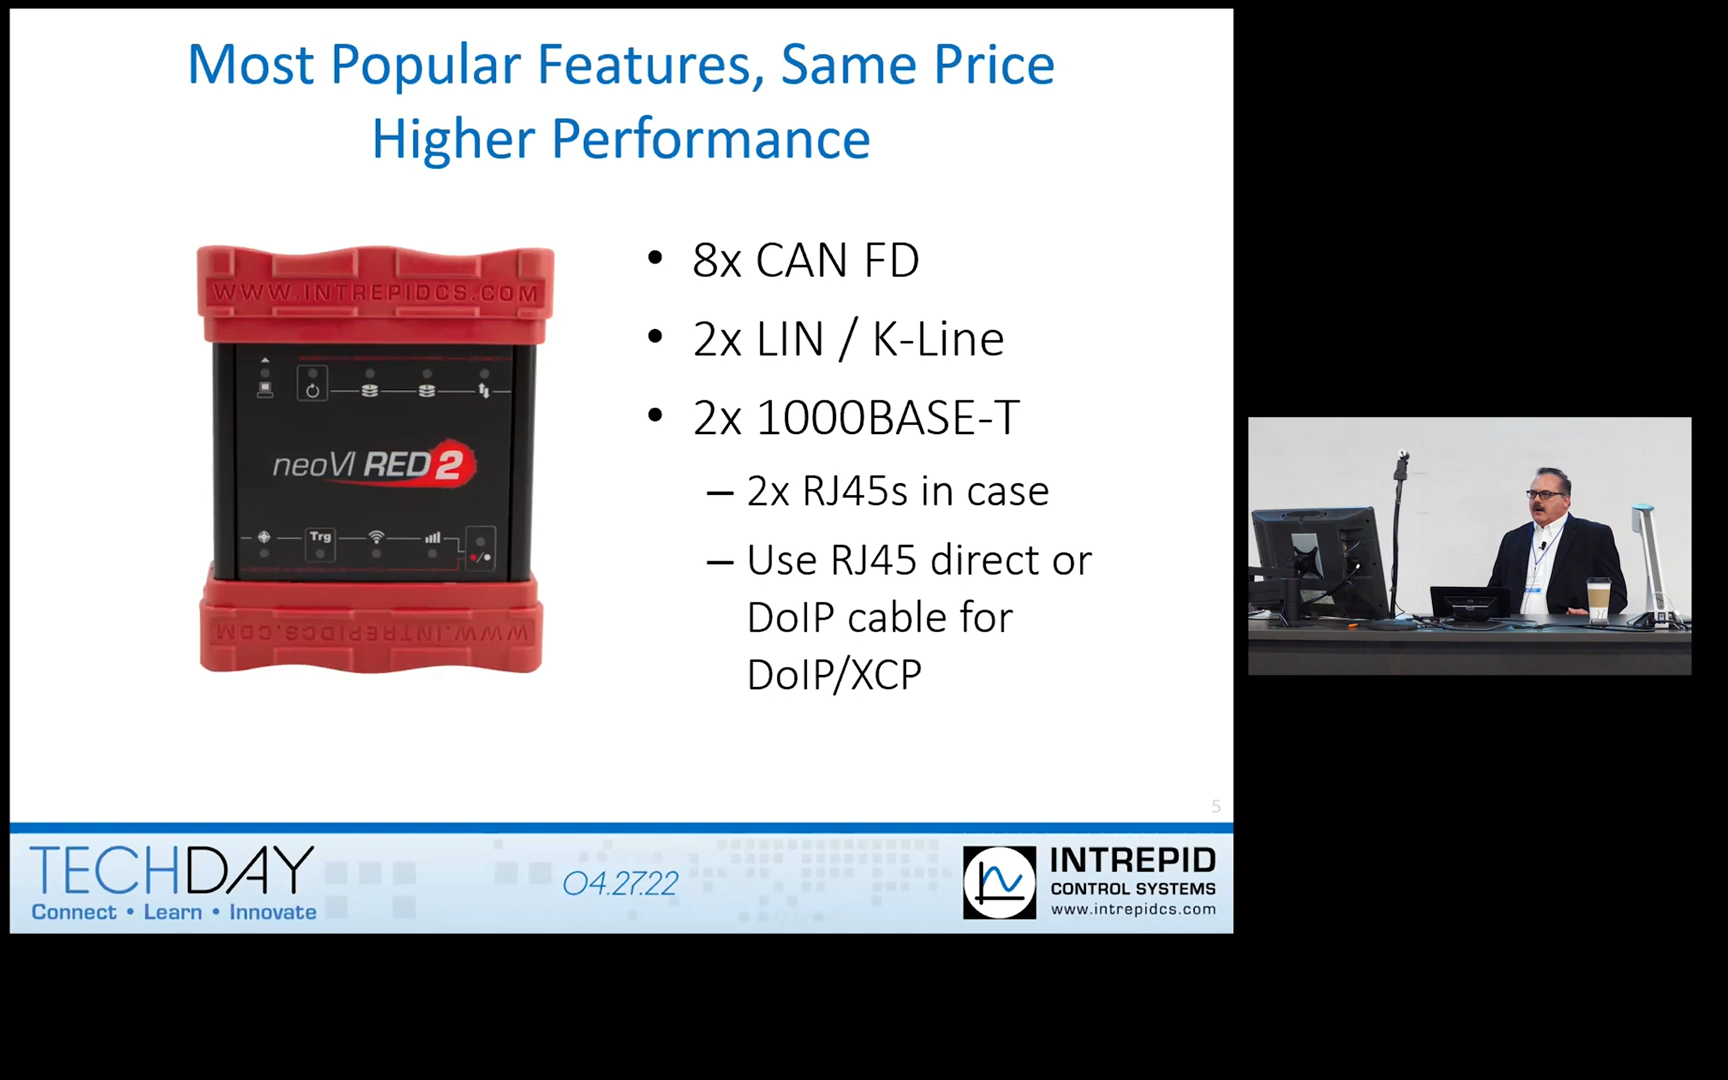 Most Popular Features, Same Price
Higher Performance
WWW.INTREPIDCS.COM
neoVI RED 2
Trg
WWW.INTREPIDCS.COM
• 8x CAN FD
• 2x LIN / K-Line
• 2x 1000BASE-T
– 2x RJ45s in case
– Use RJ45 direct or
DoIP cable for
DoIP/XCP
5
TECHDAY
Connect • Learn • Innovate
04.27.22
INTREPID
CONTROL SYSTEMS
www.intrepidcs.com